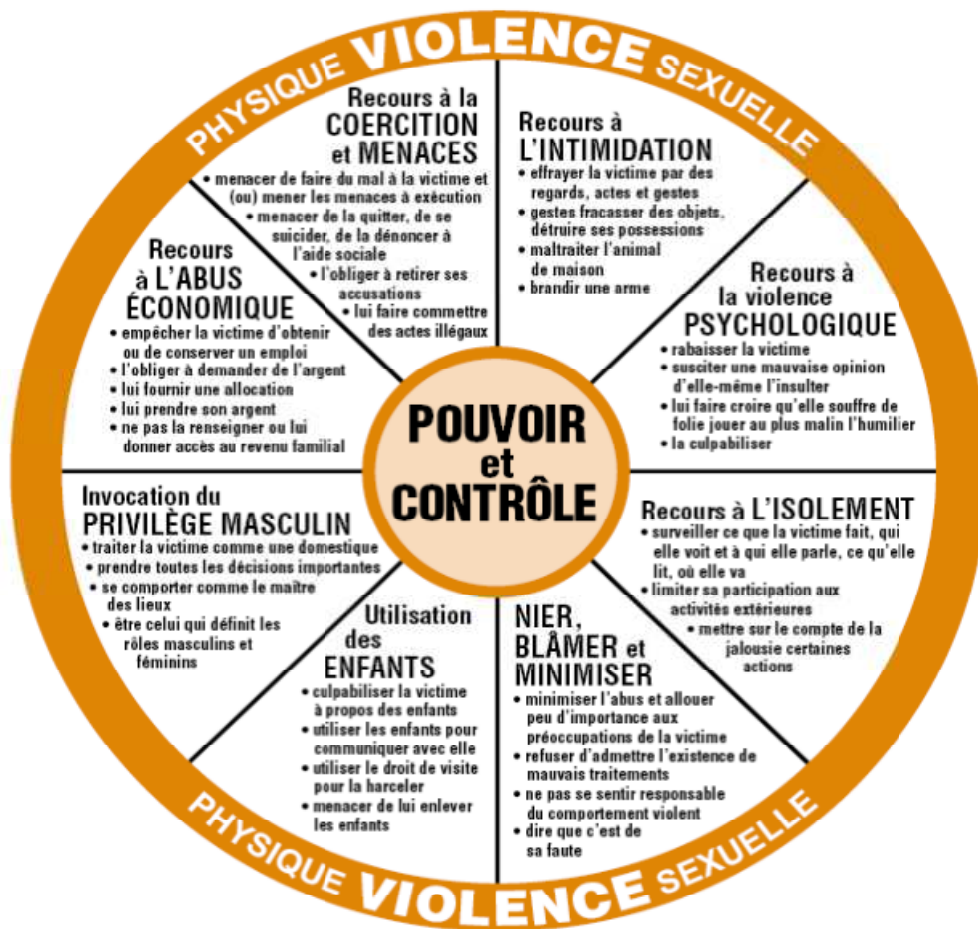 PHYSIQUE VIOLENCE SEXUELLE
Recours à la
COERCITION
et MENACES
• menacer de faire du mal à la victime et
(ou) mener les menaces à exécution
• menacer de la quitter, de se
suicider, de la dénoncer à
l'aide sociale
• l'obliger à retirer ses
accusations
• lui faire commettre
des actes illégaux
Recours à
L'INTIMIDATION
• effrayer la victime par des
regards, actes et gestes
• gestes fracasser des objets,
détruire ses possessions
• maltraiter l'animal
de maison
• brandir une arme
Recours
à L'ABUS
ÉCONOMIQUE
• empêcher la victime d'obtenir
ou de conserver un emploi
• l'obliger à demander de l'argent
• lui fournir une allocation
• lui prendre son argent
• ne pas la renseigner ou lui
donner accès au revenu familial
Recours à
la violence
PSYCHOLOGIQUE
• rabaisser la victime
• susciter une mauvaise opinion
d'elle-même l'insulter
• lui faire croire qu'elle souffre de
folie jouer au plus malin l'humilier
• la culpabiliser
POUVOIR
et
CONTRÔLE
Invocation du
PRIVILÈGE MASCULIN
• traiter la victime comme une domestique
• prendre toutes les décisions importantes
• se comporter comme le maître
des lieux
• être celui qui définit les
rôles masculins et
féminins
Recours à L'ISOLEMENT
• surveiller ce que la victime fait, qui
elle voit et à qui elle parle, ce qu'elle
lit, où elle va
• limiter sa participation aux
activités extérieures
• mettre sur le compte de la
jalousie certaines
actions
Utilisation
des
ENFANTS
• culpabiliser la victime
à propos des enfants
• utiliser les enfants pour
communiquer avec elle
• utiliser le droit de visite
pour la harceler
• menacer de lui enlever
les enfants
NIER,
BLÂMER et
MINIMISER
• minimiser l'abus et allouer
peu d'importance aux
préoccupations de la victime
• refuser d'admettre l'existence de
mauvais traitements
• ne pas se sentir responsable
du comportement violent
• dire que c'est de
sa faute
PHYSIQUE VIOLENCE SEXUELLE